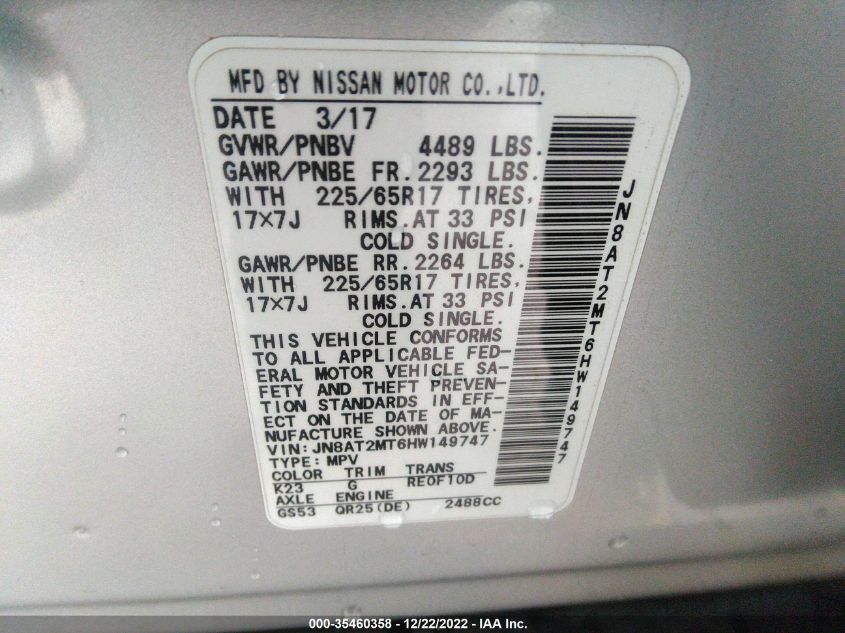 MFD BY NISSAN MOTOR CO.,LTD.
DATE 3/17
GVWR/PNBV 4489 LBS.
GAWR/PNBE FR. 2293 LBS.
WITH 225/65R17 TIRES,
17×7J RIMS. AT 33 PSI
COLD SINGLE.
GAWR/PNBE RR. 2264 LBS.
WITH 225/65R17 TIRES,
17×7J RIMS. AT 33 PSI
COLD SINGLE.
THIS VEHICLE CONFORMS
TO ALL APPLICABLE FED-
ERAL MOTOR VEHICLE SA-
FETY AND THEFT PREVEN-
TION STANDARDS IN EFF-
ECT ON THE DATE OF MA-
NUFACTURE SHOWN ABOVE.
VIN: JN8AT2MT6HW149747
TYPE: MPV
COLOR TRIM TRANS
K23 G RE0F10D
AXLE ENGINE
GS53 QR25(DE) 2488CC
JN8AT2MT6HW149747
000-35460358 - 12/22/2022 - IAA Inc.